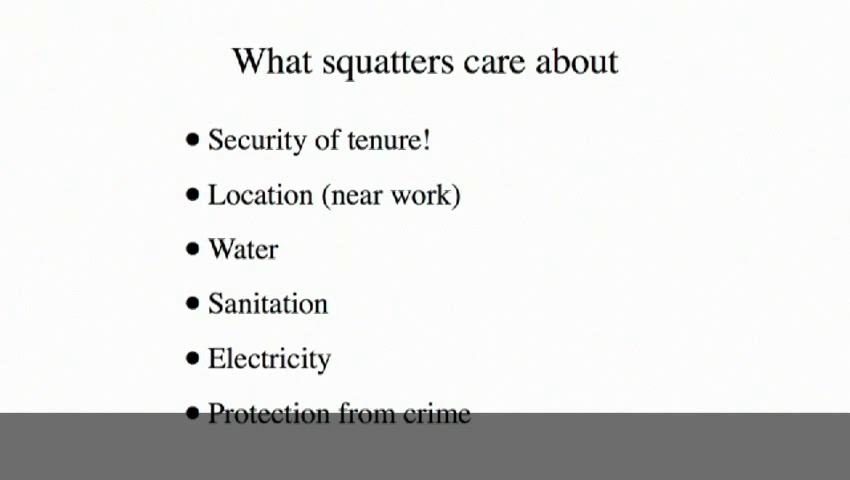 What squatters care about
• Security of tenure!
• Location (near work)
• Water
• Sanitation
• Electricity
• Protection from crime